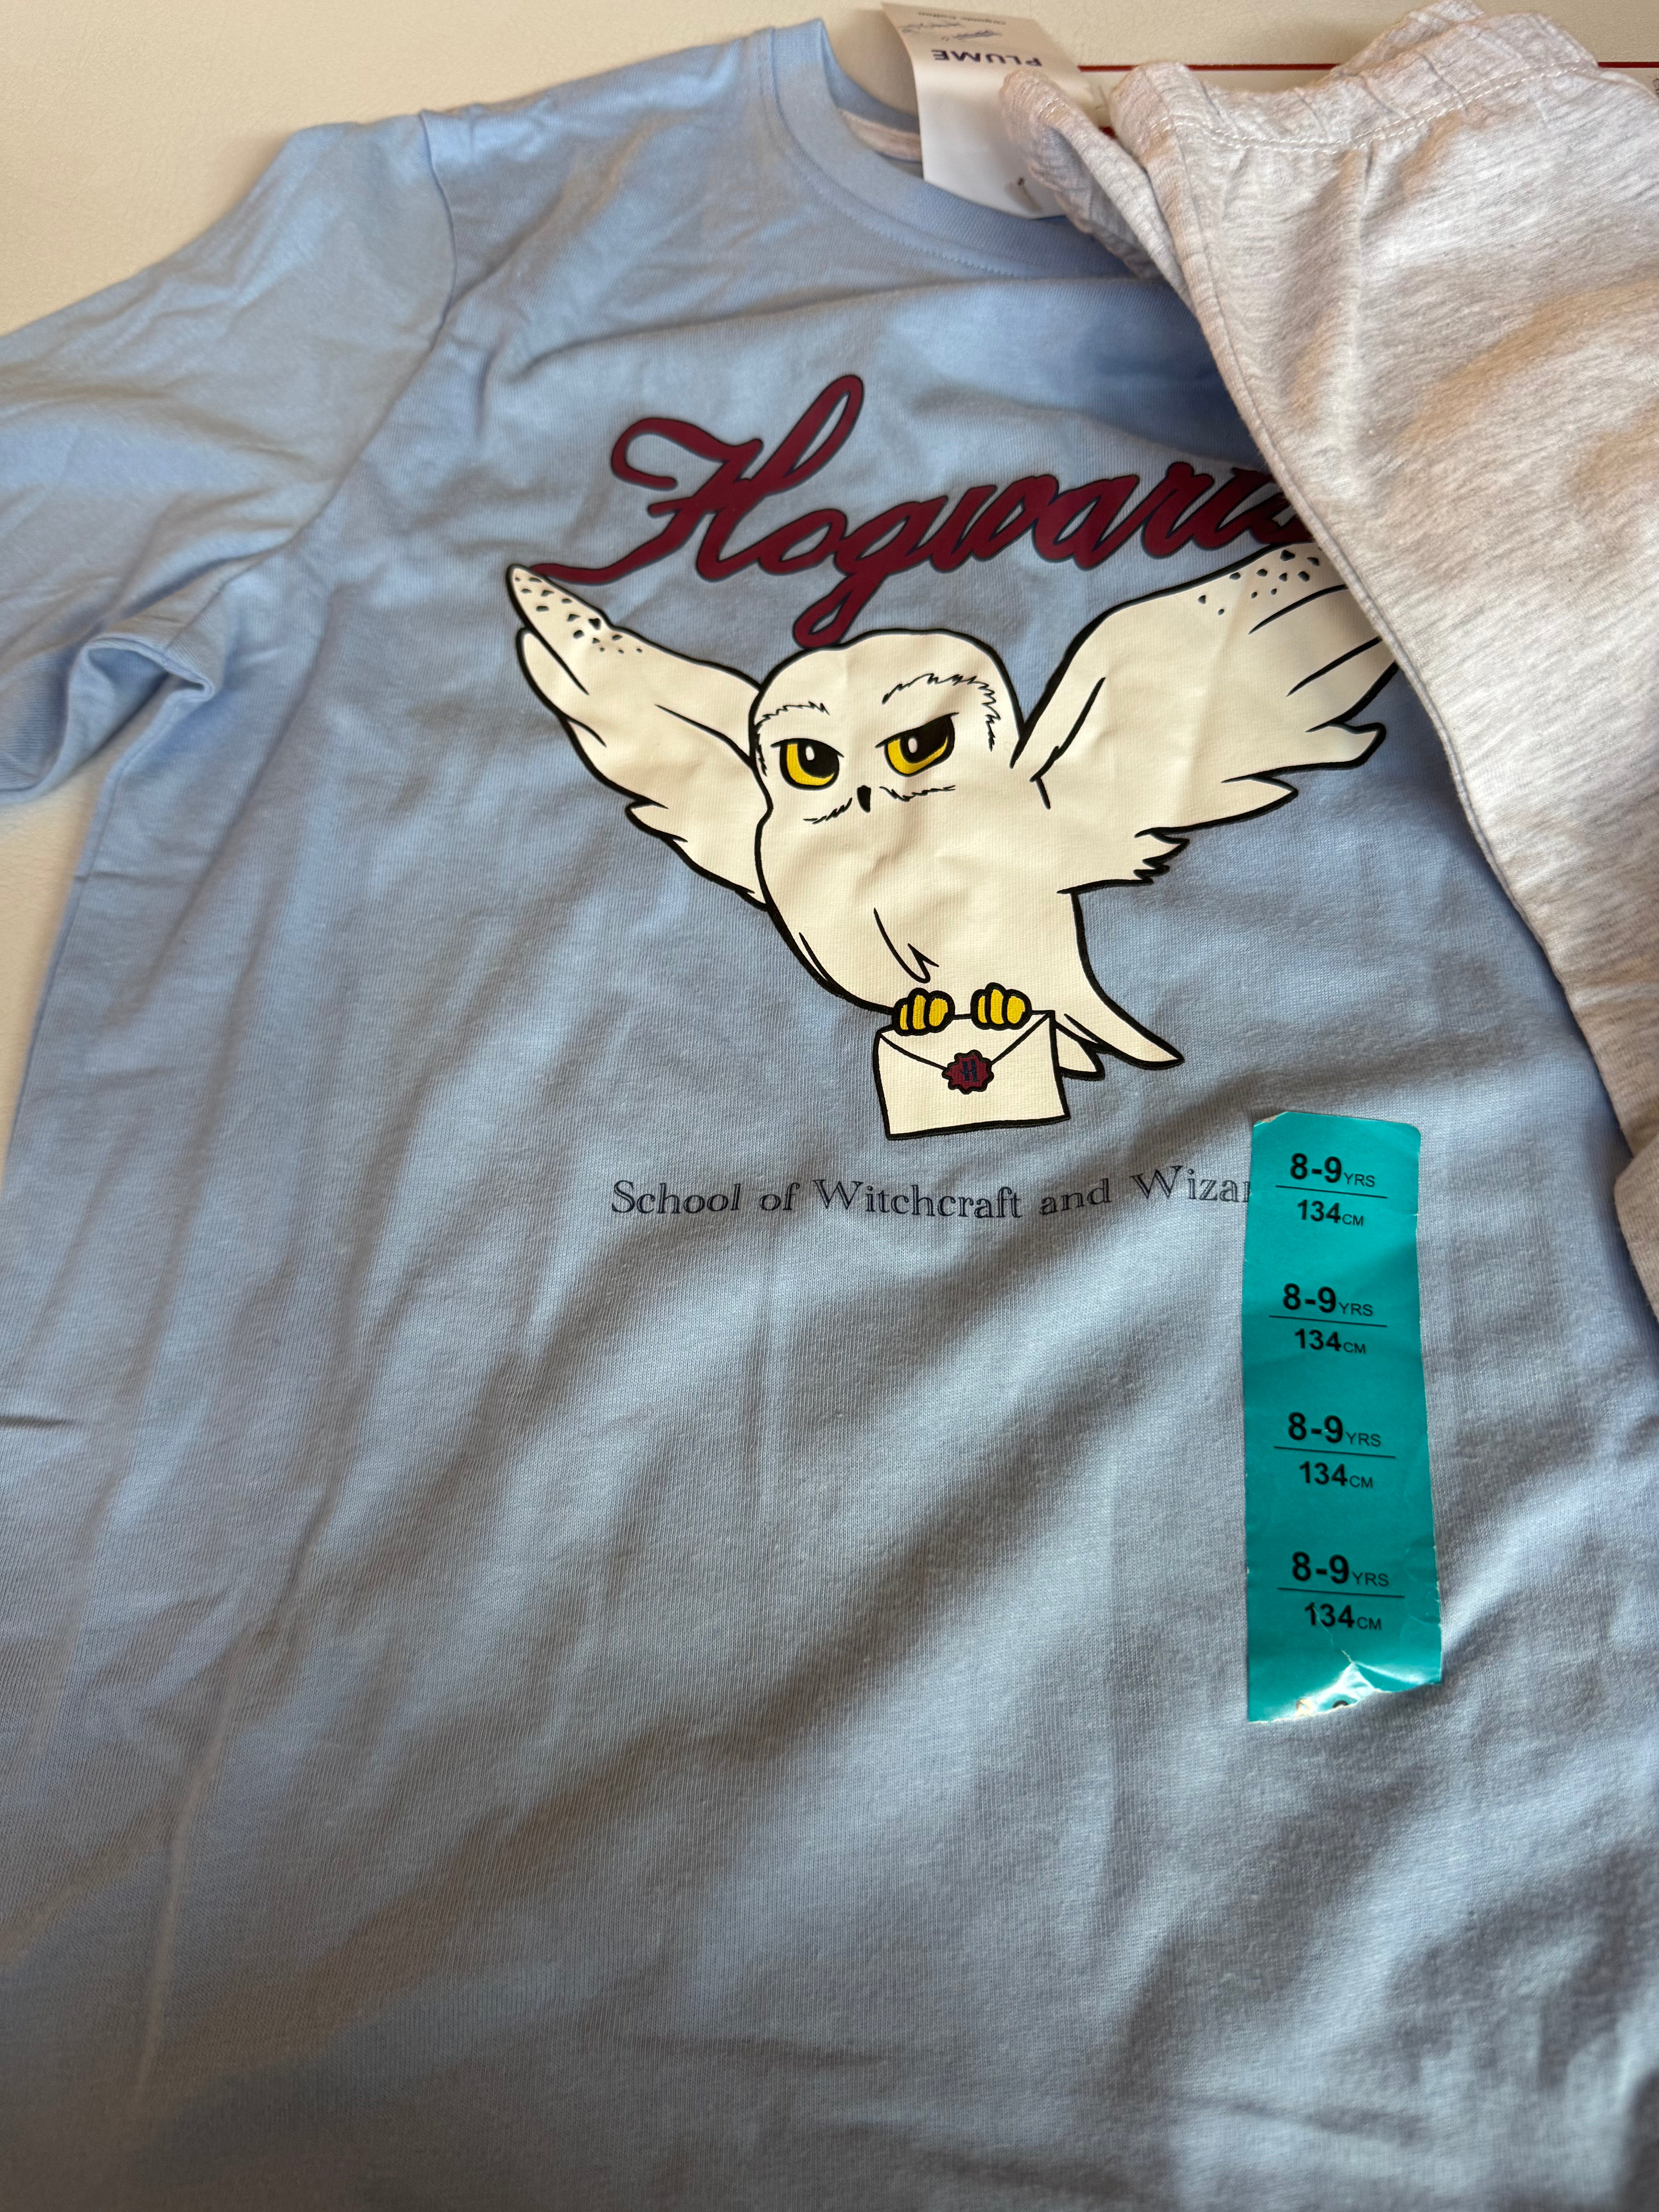 PLUME
Hogwarts
H
School of Witchcraft and Wizar
8-9YRS
134CM
8-9YRS
134CM
8-9YRS
134CM
8-9YRS
134CM